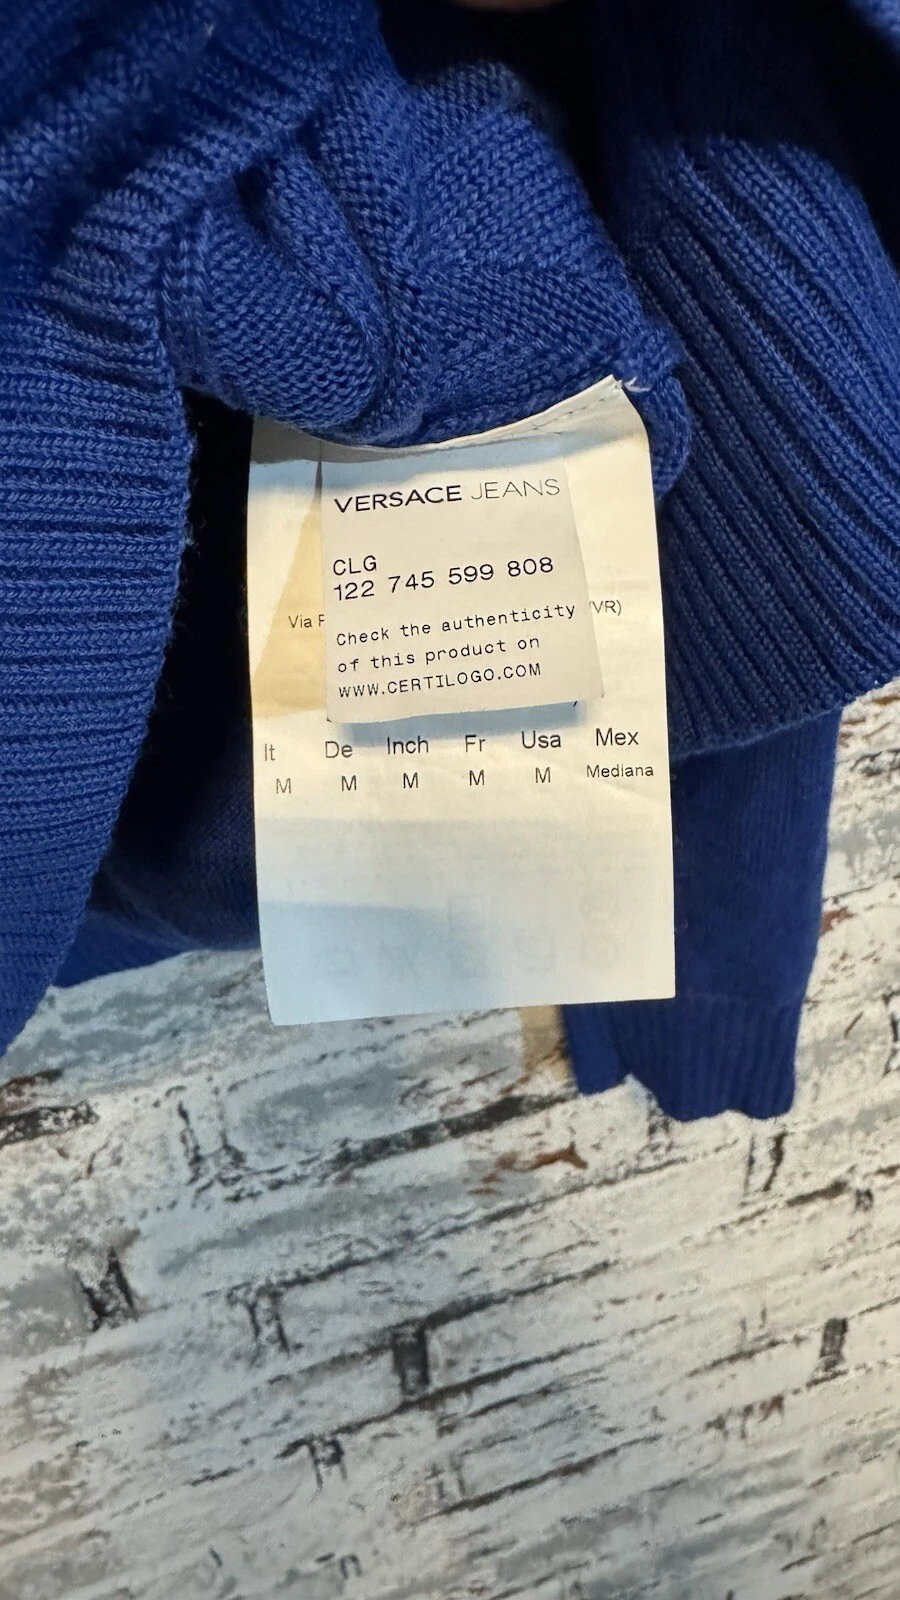 VERSACE JEANS
CLG
122 745 599 808
Via VR)
Check the authenticity
of this product on
WWW.CERTILOGO.COM
It De Inch Fr Usa Mex
M M M M M Mediana